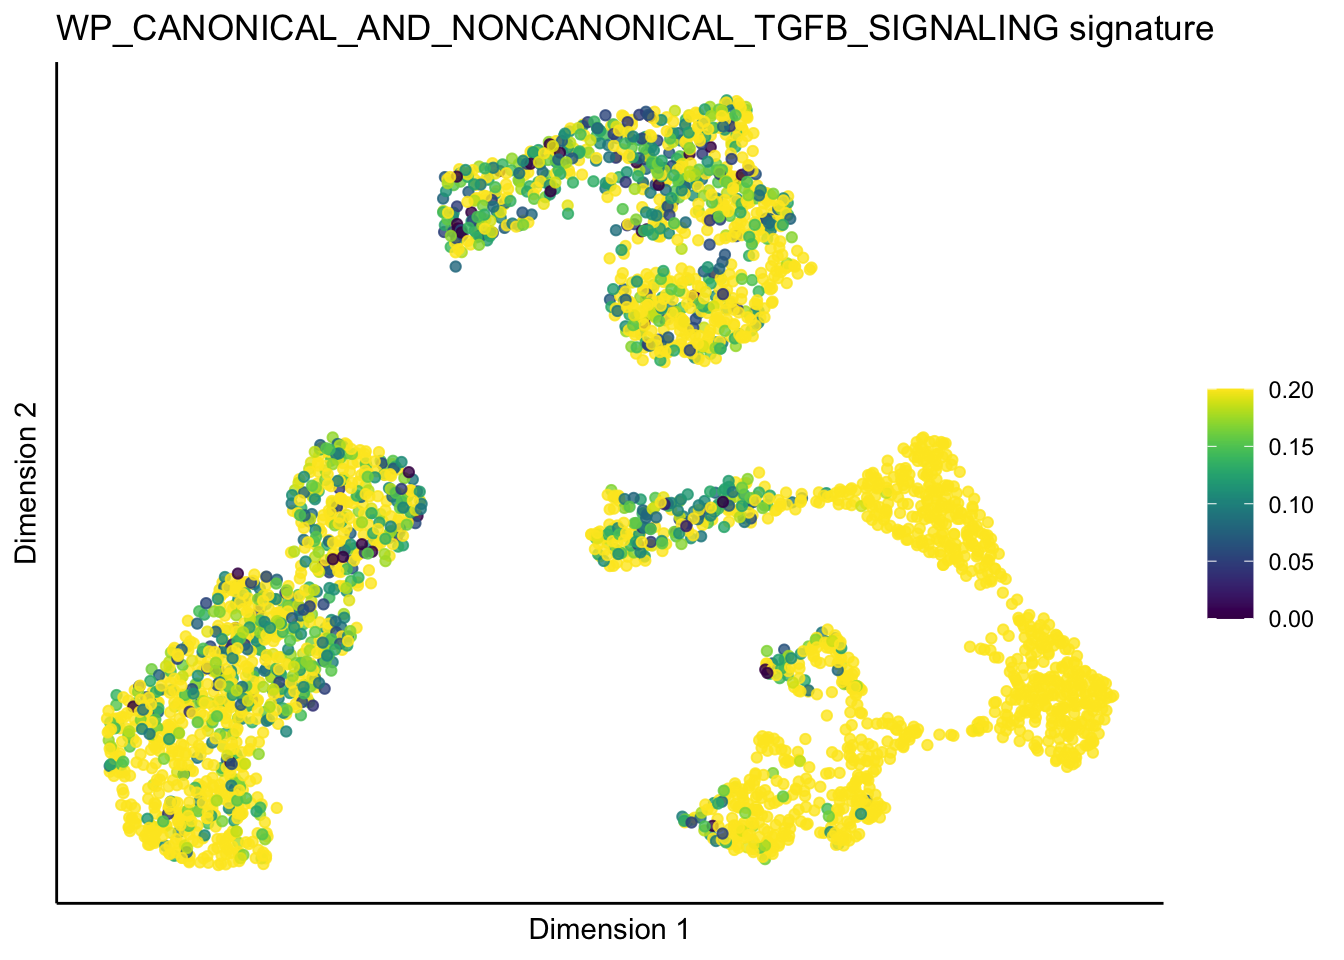 WP_CANONICAL_AND_NONCANONICAL_TGFB_SIGNALING signature
Dimension 2
0.20
0.15
0.10
0.05
0.00
Dimension 1